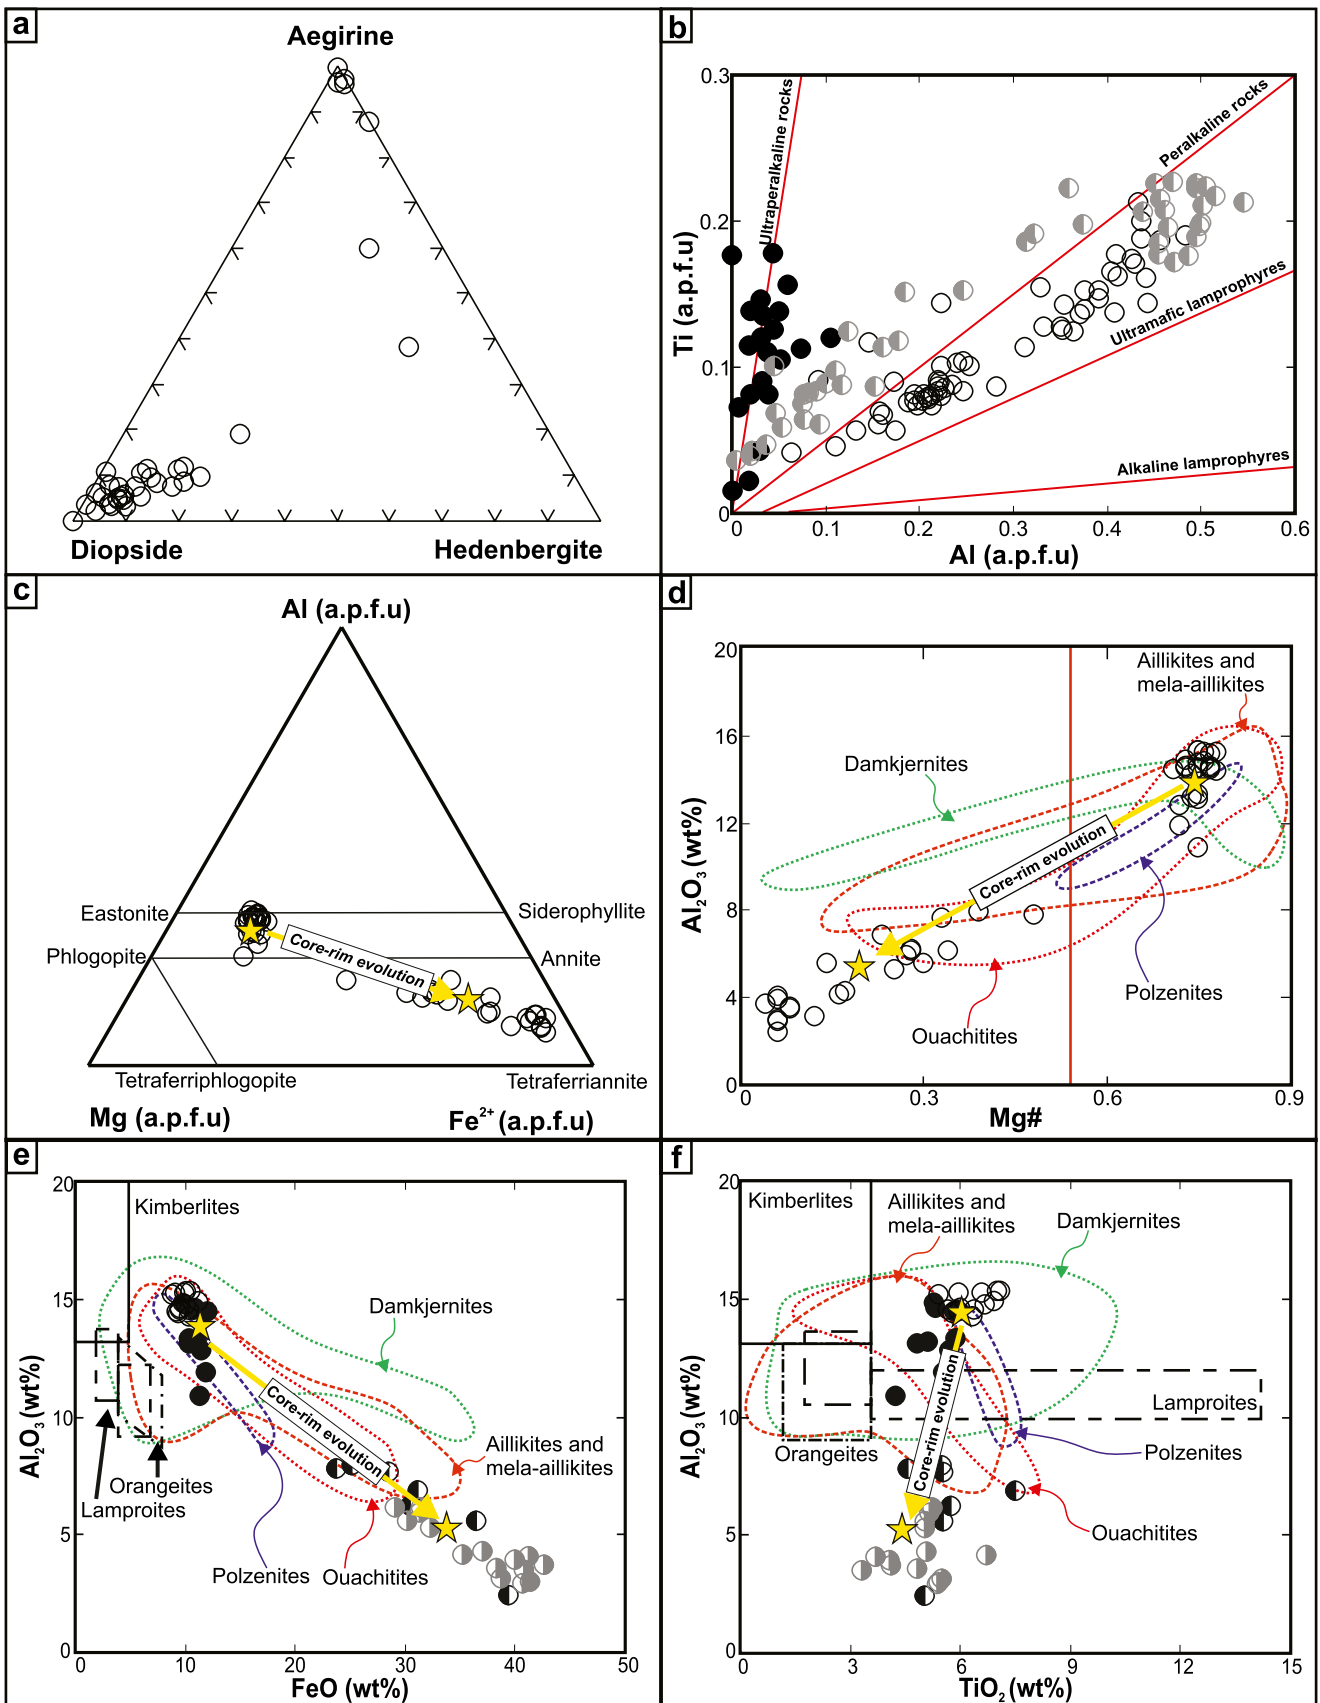 a
Aegirine
Diopside
Hedenbergite
b
0.3
0.2
0.1
0
Ti (a.p.f.u)
Ultraperalkaline rocks
Peralkaline rocks
Ultramafic lamprophyres
Alkaline lamprophyres
0
0.1
0.2
0.3
0.4
0.5
0.6
Al (a.p.f.u)
c
Al (a.p.f.u)
Eastonite
Siderophyllite
Phlogopite
Annite
Core-rim evolution
Tetraferriphlogopite
Tetraferriannite
Mg (a.p.f.u)
Fe²⁺ (a.p.f.u)
d
20
16
12
8
4
0
Al₂O₃ (wt%)
Aillikites and
mela-aillikites
Damkjernites
Core-rim evolution
Polzenites
Ouachitites
0
0.3
0.6
0.9
Mg#
e
20
15
10
5
0
Al₂O₃ (wt%)
Kimberlites
Damkjernites
Core-rim evolution
Aillikites and
mela-aillikites
Orangeites
Lamproites
Polzenites
Ouachitites
0
10
20
30
40
50
FeO (wt%)
f
20
15
10
5
0
Al₂O₃ (wt%)
Kimberlites
Aillikites and
mela-aillikites
Damkjernites
Lamproites
Orangeites
Core-rim evolution
Polzenites
Ouachitites
0
3
6
9
12
15
TiO₂ (wt%)